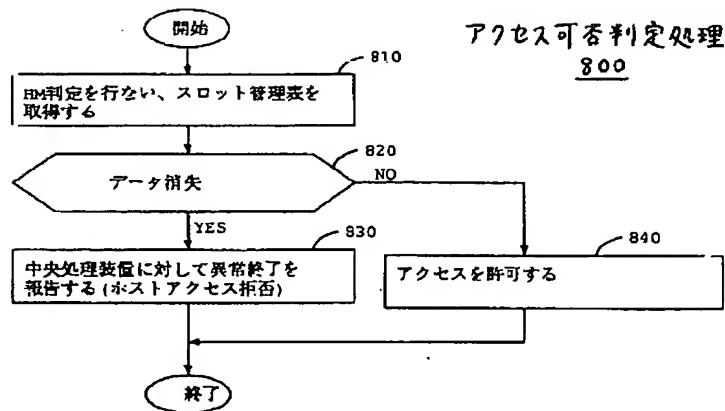 開始
アクセス可否判定処理
800
810
HM判定を行ない、スロット管理表を
取得する
820
データ消失
NO
YES
830
840
中央処理装置に対して異常終了を
報告する(ホストアクセス拒否)
アクセスを許可する
終了